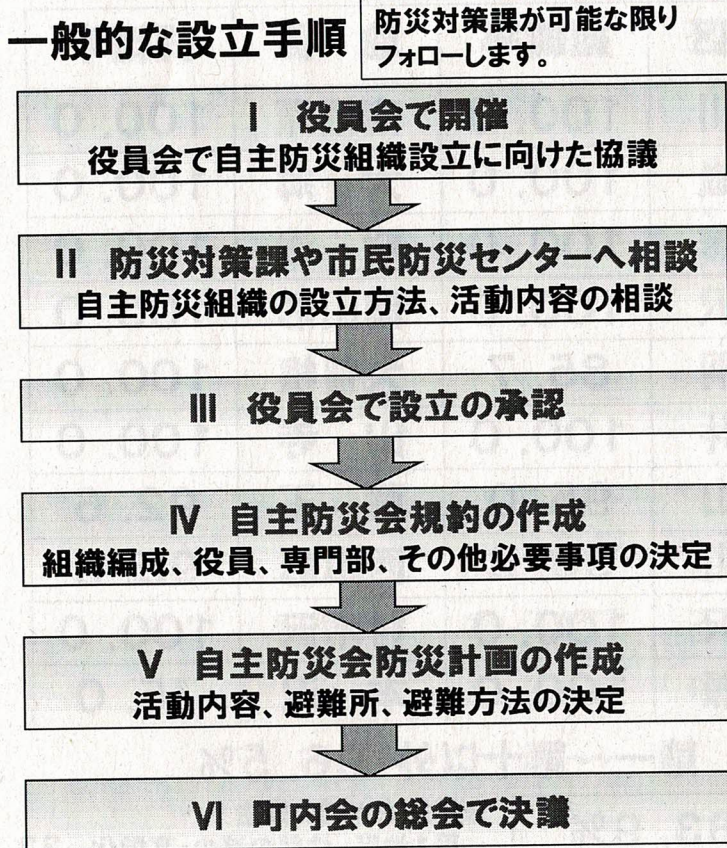 一般的な設立手順
防災対策課が可能な限り
フォローします。
Ⅰ 役員会で開催
役員会で自主防災組織設立に向けた協議
Ⅱ 防災対策課や市民防災センターへ相談
自主防災組織の設立方法、活動内容の相談
Ⅲ 役員会で設立の承認
Ⅳ 自主防災会規約の作成
組織編成、役員、専門部、その他必要事項の決定
Ⅴ 自主防災会防災計画の作成
活動内容、避難所、避難方法の決定
Ⅵ 町内会の総会で決議